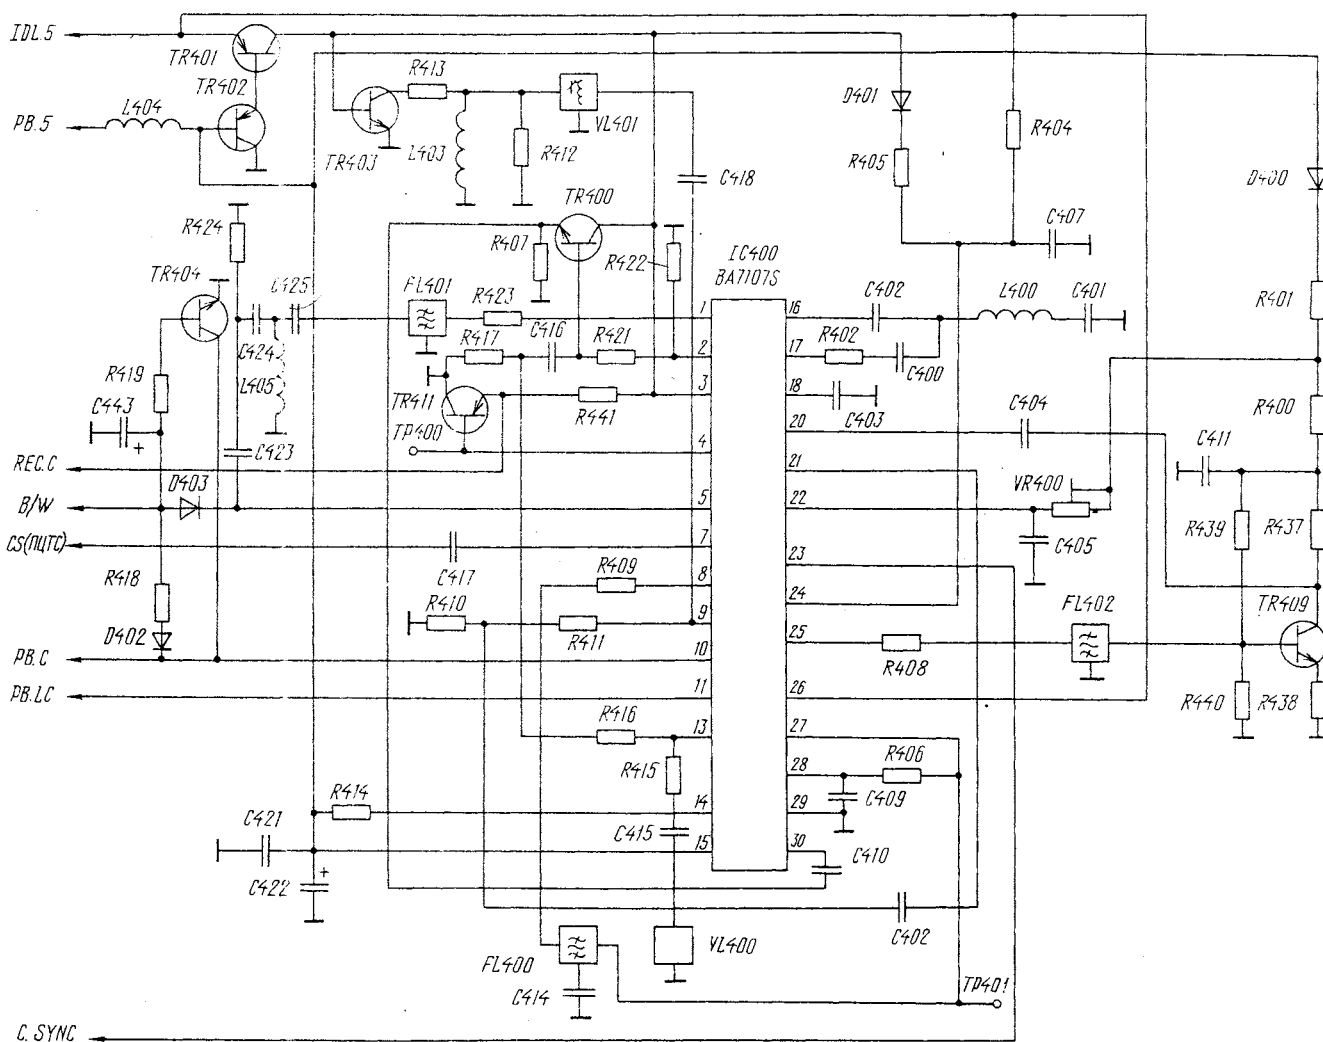 IDL.5
TR401
TR402
L404
PB.5
R413
VL401
L403
R412
TR403
C418
D401
R404
R405
D400
C407
R424
TR404
C425
C424
L405
R419
C443
+
C423
TR400
R407
R422
FL401
R423
C416
R417
R421
TR411
R441
TP400
IC400
BA7107S
1
2
3
4
5
7
8
9
10
11
13
14
15
16
17
18
20
21
22
23
24
25
26
27
28
29
30
C402
L400
C401
R402
C400
C403
C404
R401
R400
C411
VR400
C405
R439
R437
REC.C
B/W
D403
CS(ПЦТС)
C417
R409
R418
R410
R411
D402
PB.C
PB.LC
R408
FL402
TR409
R440
R438
R416
R415
R406
C409
R414
C421
C422
+
C415
C410
C402
FL400
VL400
C414
TP401
C. SYNC